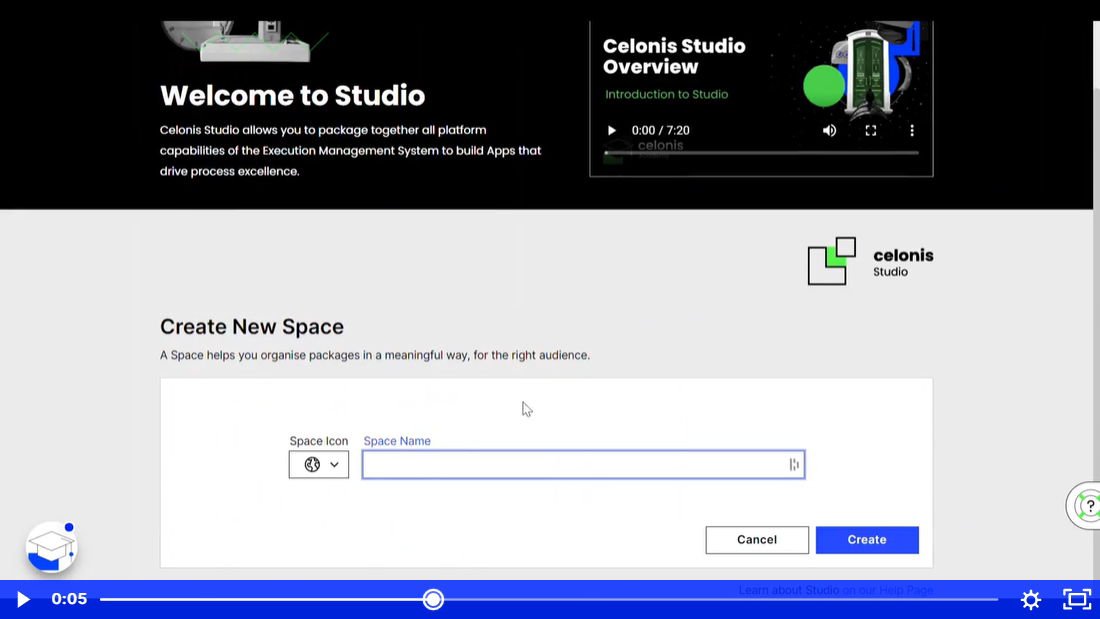 Welcome to Studio
Celonis Studio allows you to package together all platform
capabilities of the Execution Management System to build Apps that
drive process excellence.
Celonis Studio
Overview
Introduction to Studio
0:00 / 7:20
celonis
celonis
Studio
Create New Space
A Space helps you organise packages in a meaningful way, for the right audience.
Space Icon
Space Name
Cancel
Create
?
Learn about Studio on our Help Page
0:05